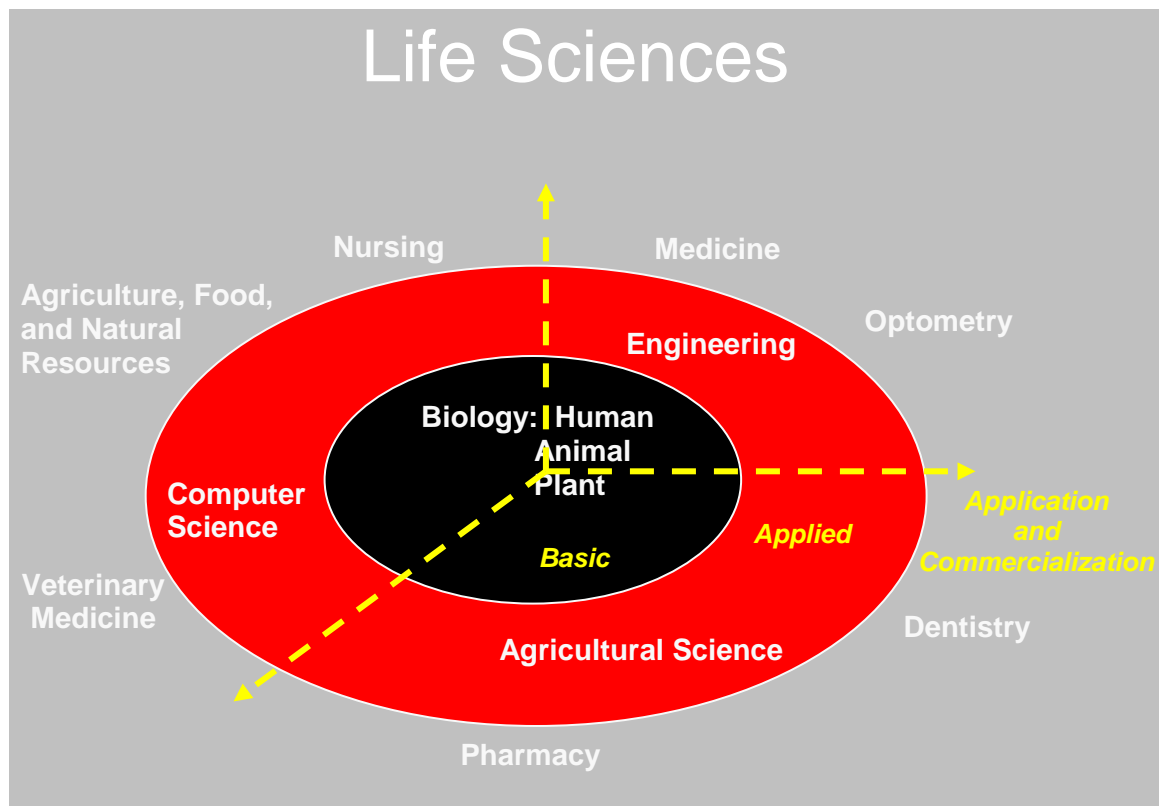 Life Sciences
Nursing
Medicine
Agriculture, Food,
and Natural
Resources
Optometry
Engineering
Biology: Human
Animal
Plant
Computer
Science
Application
and
Commercialization
Applied
Basic
Veterinary
Medicine
Dentistry
Agricultural Science
Pharmacy